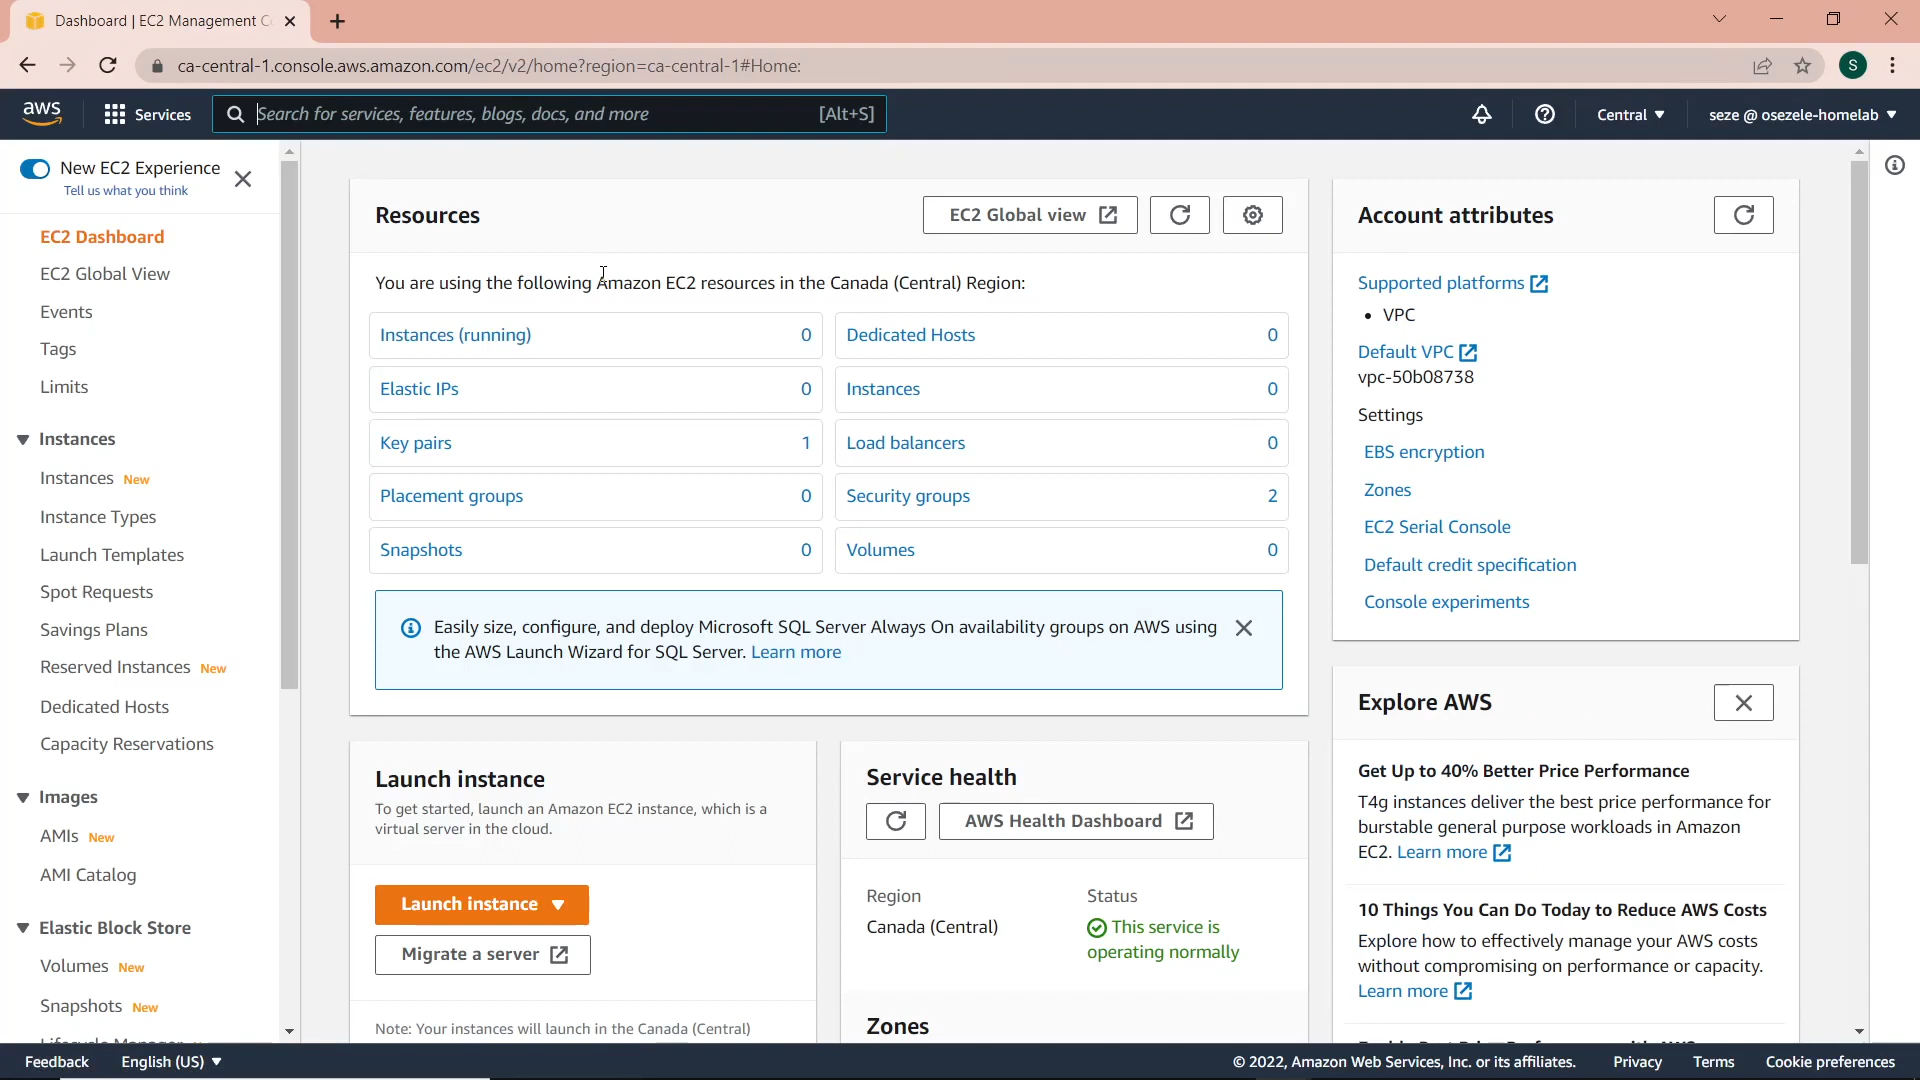 Dashboard | EC2 Management C
ca-central-1.console.aws.amazon.com/ec2/v2/home?region=ca-central-1#Home:
S
aws
Services
Search for services, features, blogs, docs, and more
[Alt+S]
Central
seze @ osezele-homelab
New EC2 Experience
Tell us what you think
EC2 Dashboard
EC2 Global View
Events
Tags
Limits
Instances
Instances New
Instance Types
Launch Templates
Spot Requests
Savings Plans
Reserved Instances New
Dedicated Hosts
Capacity Reservations
Images
AMIs New
AMI Catalog
Elastic Block Store
Volumes New
Snapshots New
Resources
EC2 Global view
You are using the following Amazon EC2 resources in the Canada (Central) Region:
Instances (running) 0
Dedicated Hosts 0
Elastic IPs 0
Instances 0
Key pairs 1
Load balancers 0
Placement groups 0
Security groups 2
Snapshots 0
Volumes 0
Easily size, configure, and deploy Microsoft SQL Server Always On availability groups on AWS using
the AWS Launch Wizard for SQL Server. Learn more
Launch instance
To get started, launch an Amazon EC2 instance, which is a
virtual server in the cloud.
Launch instance
Migrate a server
Note: Your instances will launch in the Canada (Central)
Service health
AWS Health Dashboard
Region
Status
Canada (Central)
This service is
operating normally
Zones
Account attributes
Supported platforms
• VPC
Default VPC
vpc-50b08738
Settings
EBS encryption
Zones
EC2 Serial Console
Default credit specification
Console experiments
Explore AWS
Get Up to 40% Better Price Performance
T4g instances deliver the best price performance for
burstable general purpose workloads in Amazon
EC2. Learn more
10 Things You Can Do Today to Reduce AWS Costs
Explore how to effectively manage your AWS costs
without compromising on performance or capacity.
Learn more
Feedback
English (US)
© 2022, Amazon Web Services, Inc. or its affiliates.
Privacy
Terms
Cookie preferences